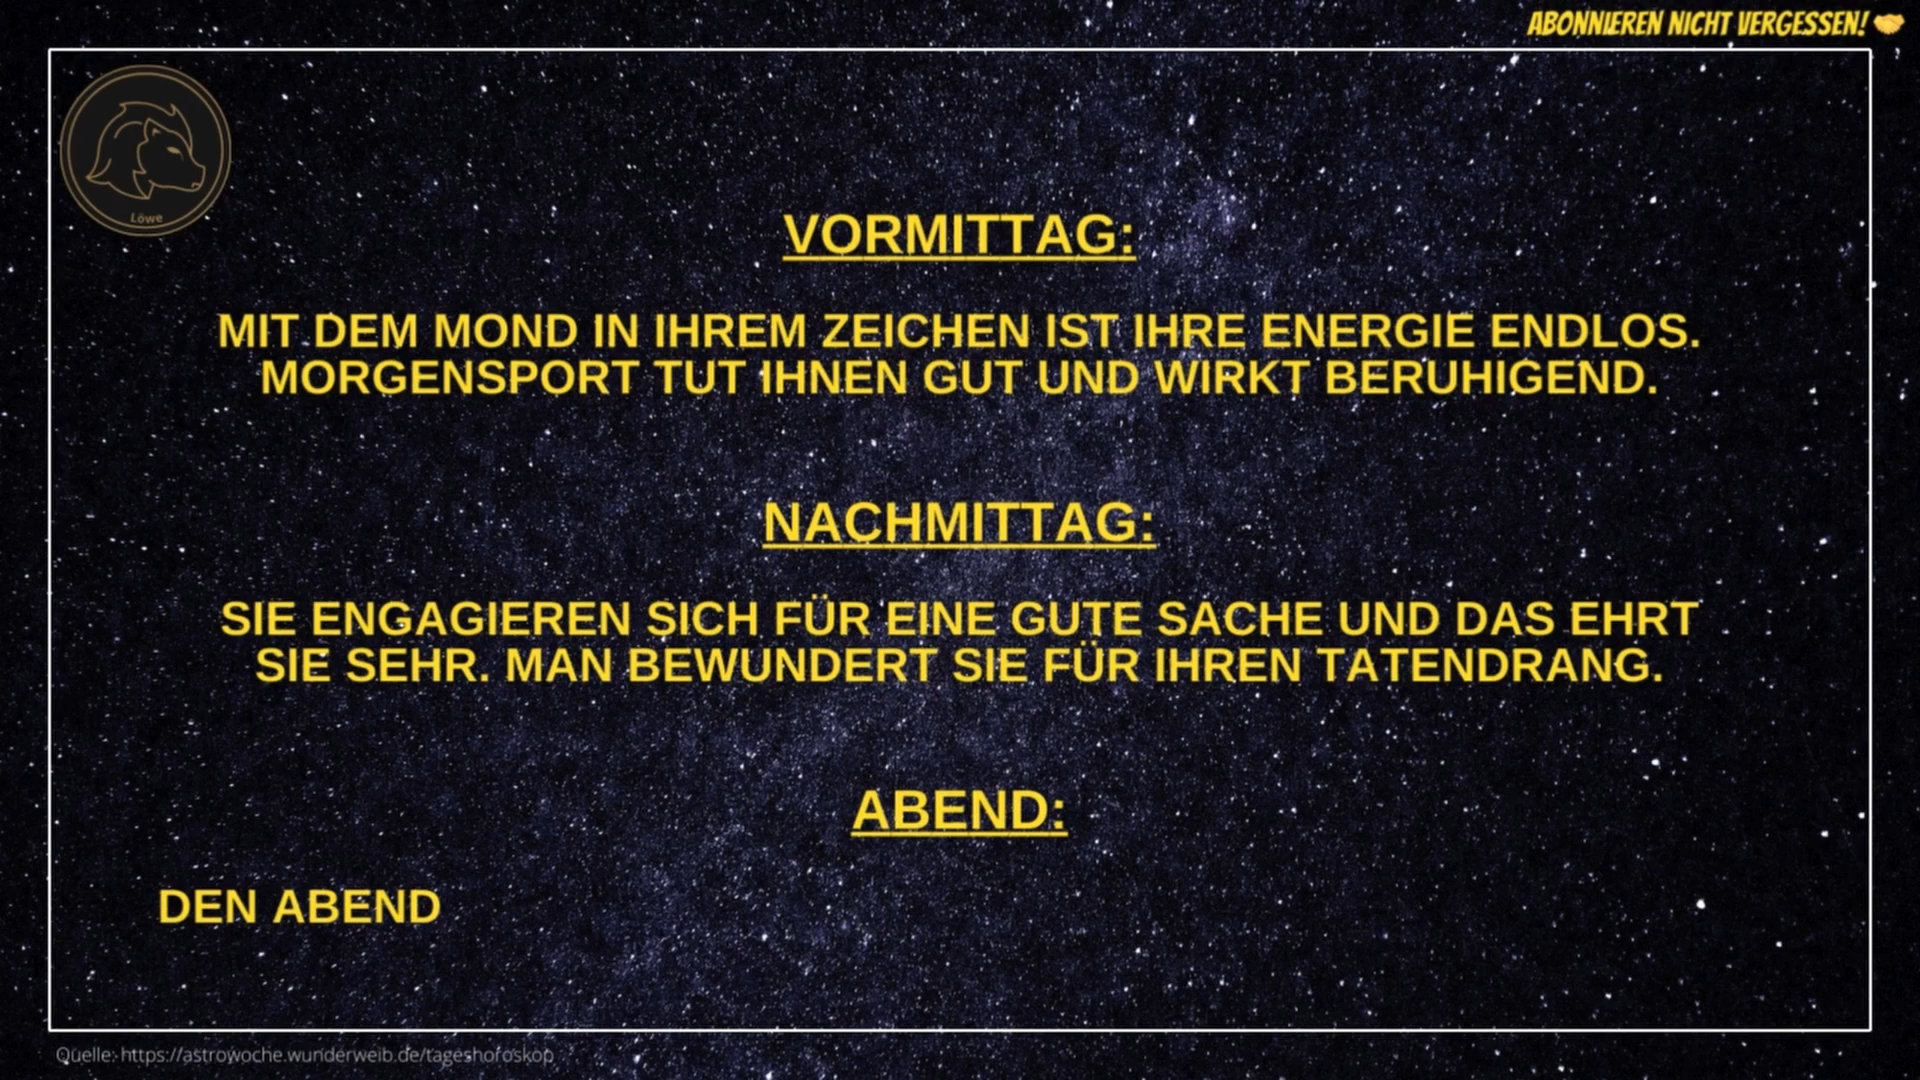 ABONNIEREN NICHT VERGESSEN!
Löwe
VORMITTAG:
MIT DEM MOND IN IHREM ZEICHEN IST IHRE ENERGIE ENDLOS.
MORGENSPORT TUT IHNEN GUT UND WIRKT BERUHIGEND.
NACHMITTAG:
SIE ENGAGIEREN SICH FÜR EINE GUTE SACHE UND DAS EHRT
SIE SEHR. MAN BEWUNDERT SIE FÜR IHREN TATENDRANG.
ABEND:
DEN ABEND
Quelle: https://astrowoche.wunderweib.de/tageshoroskop